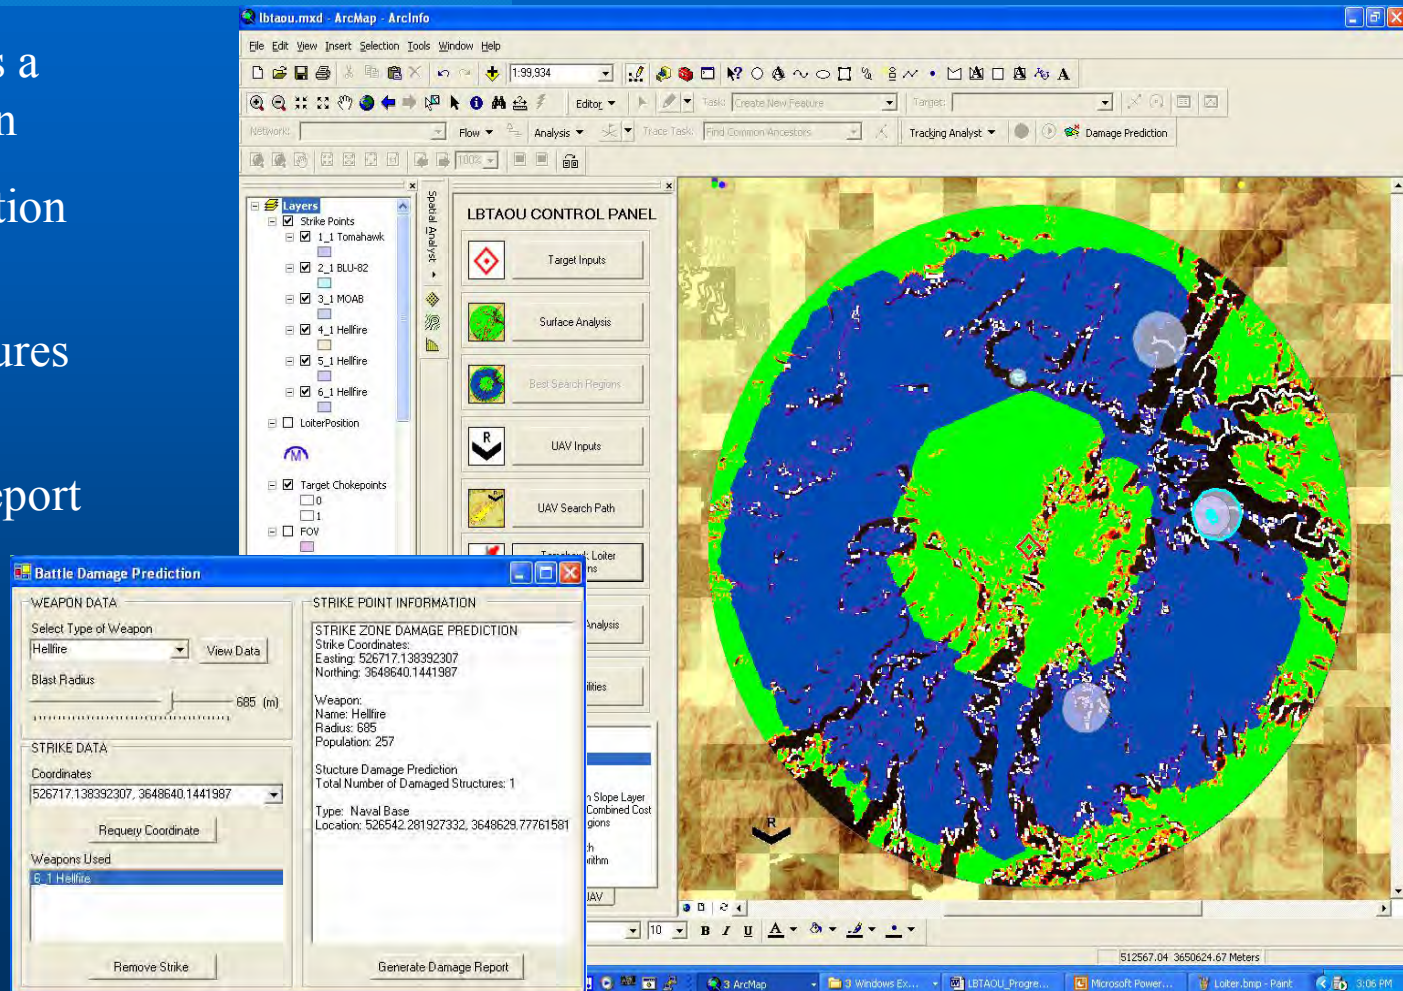 s a
n
tion
ures
eport
lbtaou.mxd - ArcMap - ArcInfo
File Edit View Insert Selection Tools Window Help
1:99,934
Editor Task: Create New Feature Target:
Network: Flow Analysis Trace Task: Find Common Ancestors Tracking Analyst Damage Prediction
100%
Layers
Strike Points
1_1 Tomahawk
2_1 BLU-82
3_1 MOAB
4_1 Hellfire
5_1 Hellfire
6_1 Hellfire
LoiterPosition
M
Target Chokepoints
0
1
FOV
Spatial Analyst
LBTAOU CONTROL PANEL
Target Inputs
Surface Analysis
Best Search Regions
R
UAV Inputs
UAV Search Path
Tomahawk Loiter
ns
Analysis
ilities
n Slope Layer
Combined Cost
gions
h
rithm
UAV
R
Battle Damage Prediction
WEAPON DATA
Select Type of Weapon
Hellfire
View Data
Blast Radius
685 (m)
STRIKE DATA
Coordinates
526717.138392307, 3648640.1441987
Requery Coordinate
Weapons Used
6_1 Hellfire
Remove Strike
STRIKE POINT INFORMATION
STRIKE ZONE DAMAGE PREDICTION
Strike Coordinates:
Easting: 526717.138392307
Northing: 3648640.1441987
Weapon:
Name: Hellfire
Radius: 685
Population: 257
Stucture Damage Prediction
Total Number of Damaged Structures: 1
Type: Naval Base
Location: 526542.281927332, 3648629.77761581
Generate Damage Report
10 B I U A
512567.04 3650624.67 Meters
3 ArcMap
3 Windows Ex...
LBTAOU_Progre...
Microsoft Power...
Loiter.bmp - Paint
3:06 PM